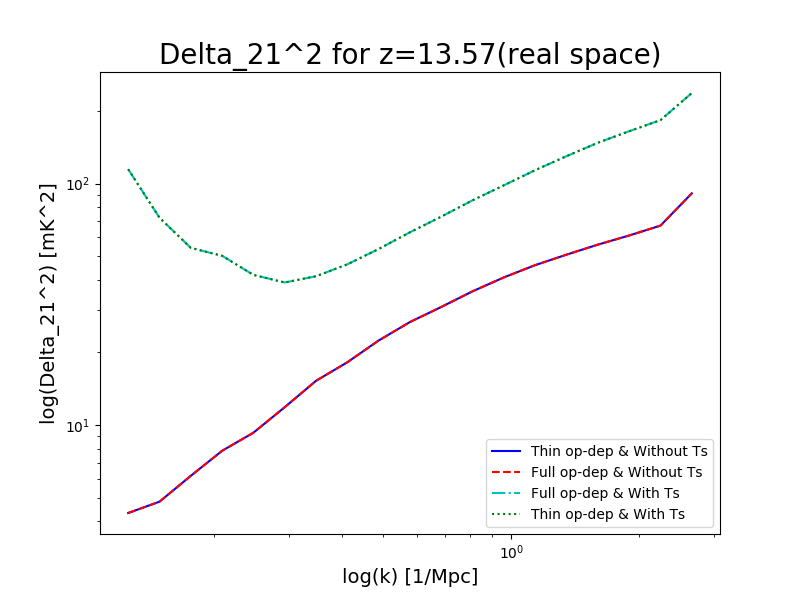 Delta_21^2 for z=13.57(real space)
log(Delta_21^2) [mK^2]
10^2
10^1
Thin op-dep & Without Ts
Full op-dep & Without Ts
Full op-dep & With Ts
Thin op-dep & With Ts
10^0
log(k) [1/Mpc]